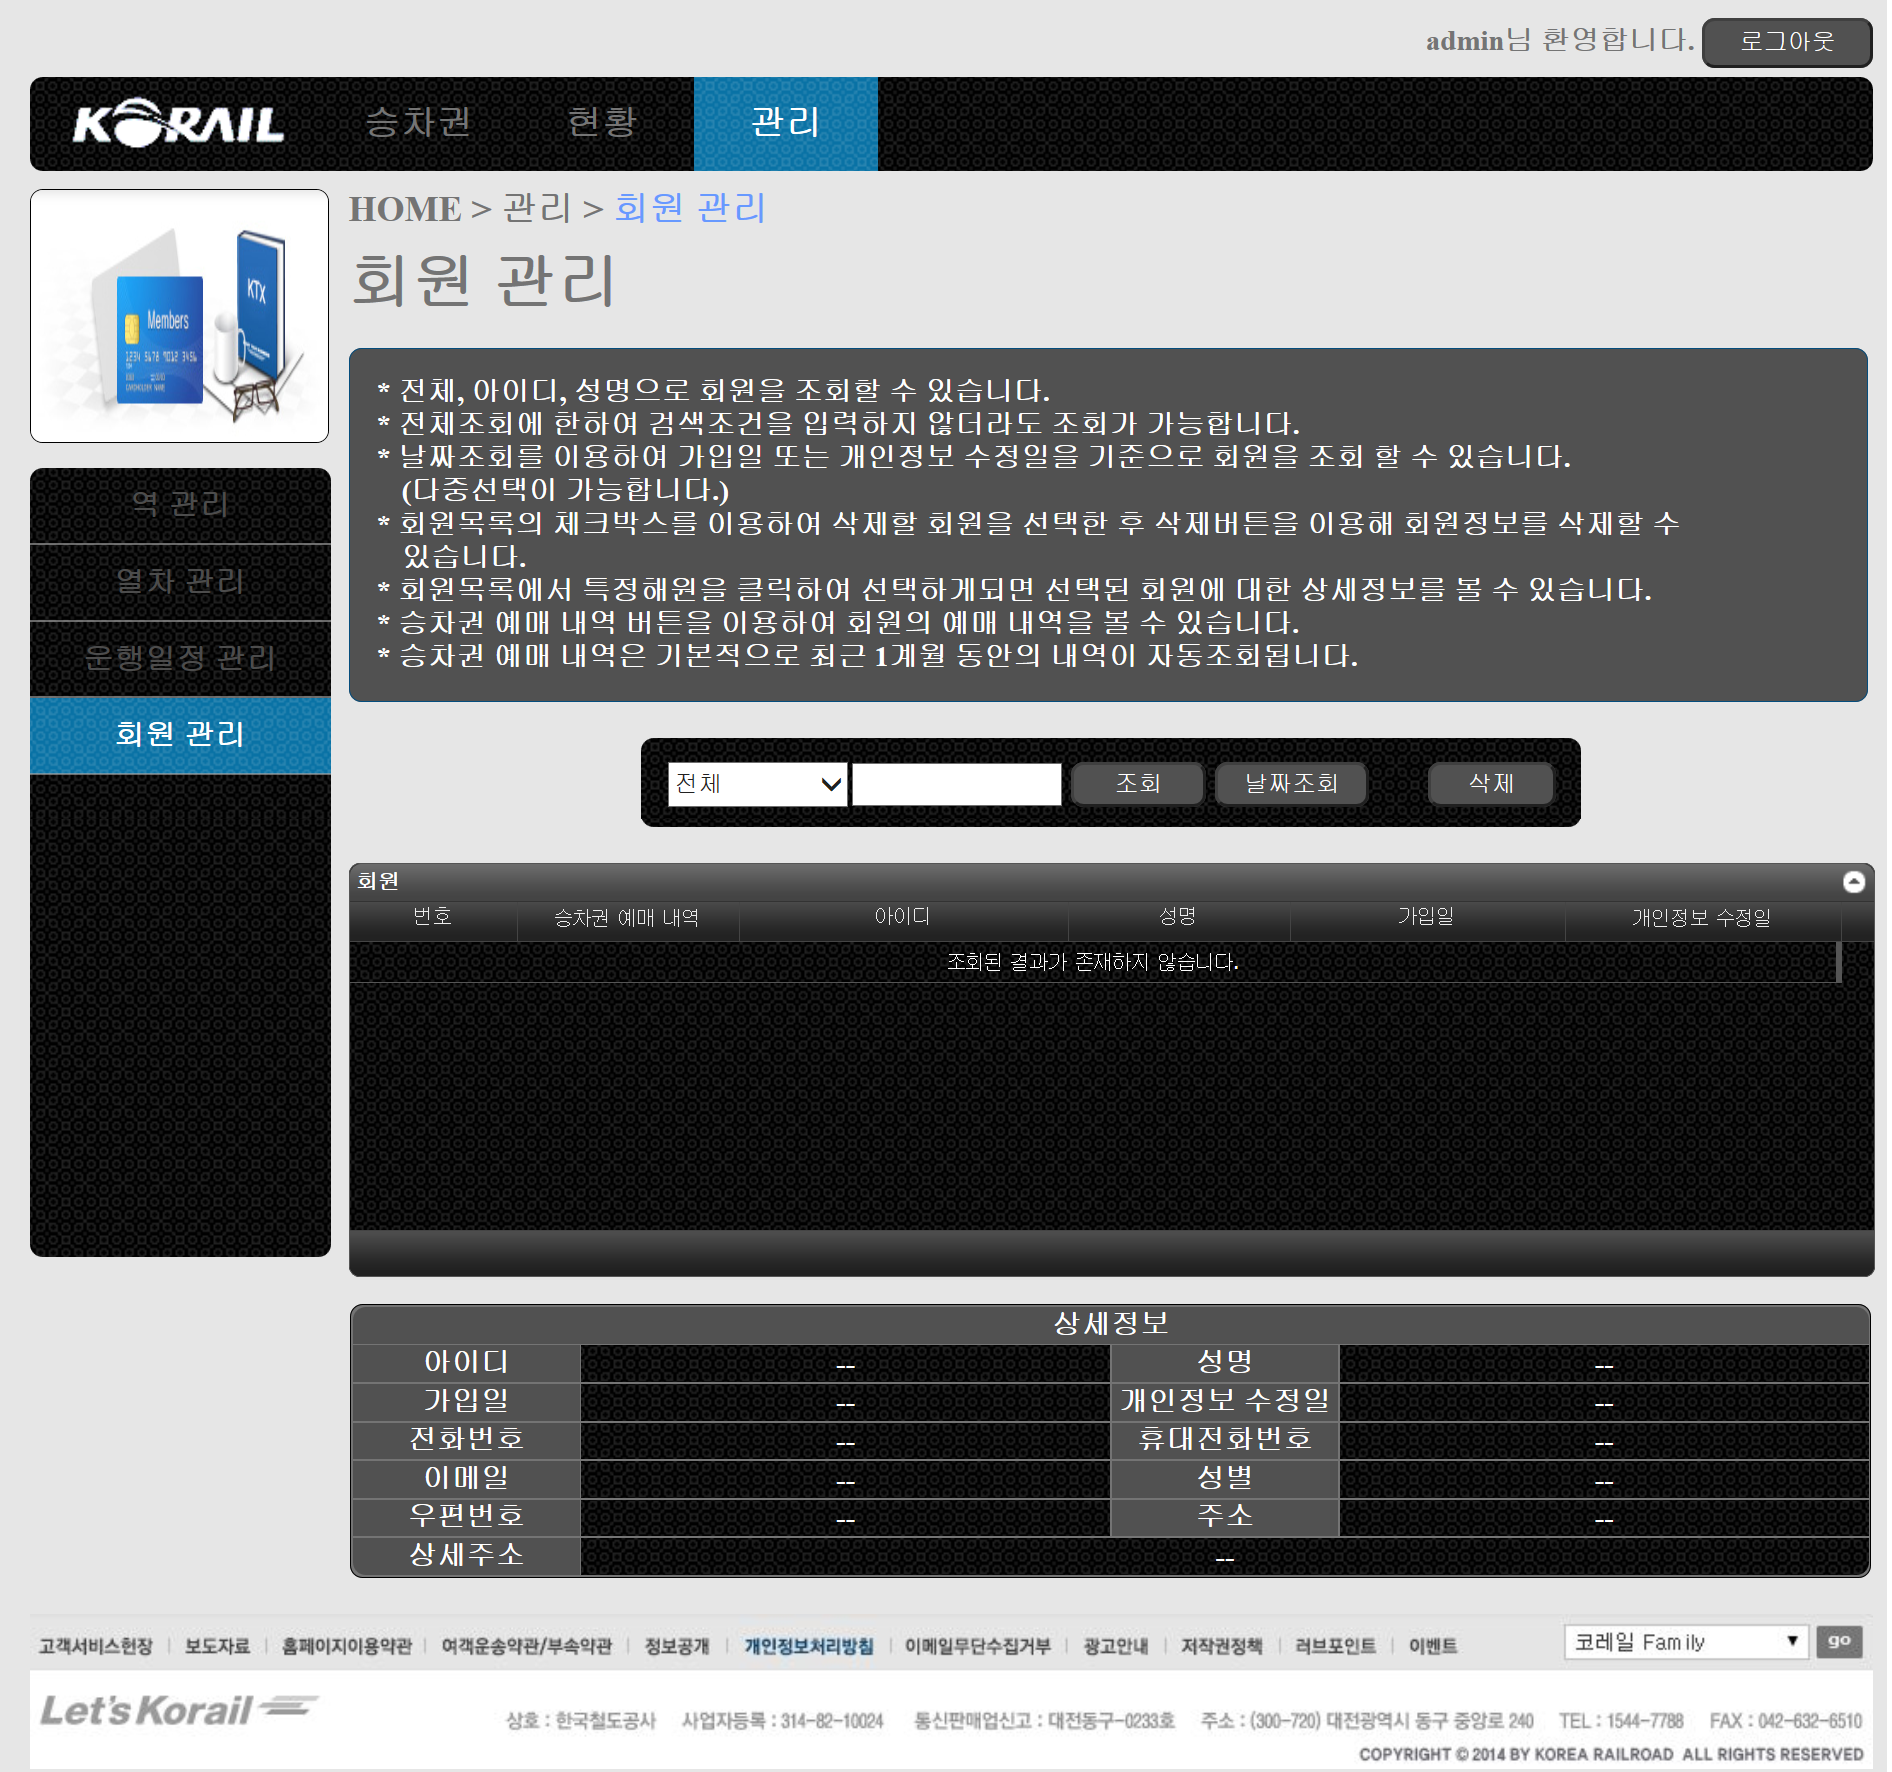 admin님 환영합니다. 로그아웃
KORAIL 승차권 현황 관리
HOME > 관리 > 회원 관리
회원 관리
KTX
Members
1234 5678 9012 3456
* 전체, 아이디, 성명으로 회원을 조회할 수 있습니다.
* 전체조회에 한하여 검색조건을 입력하지 않더라도 조회가 가능합니다.
* 날짜조회를 이용하여 가입일 또는 개인정보 수정일을 기준으로 회원을 조회 할 수 있습니다.
(다중선택이 가능합니다.)
* 회원목록의 체크박스를 이용하여 삭제할 회원을 선택한 후 삭제버튼을 이용해 회원정보를 삭제할 수
있습니다.
* 회원목록에서 특정해원을 클릭하여 선택하게되면 선택된 회원에 대한 상세정보를 볼 수 있습니다.
* 승차권 예매 내역 버튼을 이용하여 회원의 예매 내역을 볼 수 있습니다.
* 승차권 예매 내역은 기본적으로 최근 1계월 동안의 내역이 자동조회됩니다.
역 관리
열차 관리
운행일정 관리
회원 관리
전체 조회 날짜조회 삭제
회원
번호 승차권 예매 내역 아이디 성명 가입일 개인정보 수정일
조회된 결과가 존재하지 않습니다.
상세정보
아이디 -- 성명 --
가입일 -- 개인정보 수정일 --
전화번호 -- 휴대전화번호 --
이메일 -- 성별 --
우편번호 -- 주소 --
상세주소 --
고객서비스헌장 | 보도자료 | 홈페이지이용약관 | 여객운송약관/부속약관 | 정보공개 | 개인정보처리방침 | 이메일무단수집거부 | 광고안내 | 저작권정책 | 러브포인트 | 이벤트 코레일 Family ▼ go
Let's Korail 상호 : 한국철도공사 사업자등록 : 314-82-10024 통신판매업신고 : 대전동구-0233호 주소 : (300-720) 대전광역시 동구 중앙로 240 TEL : 1544-7788 FAX : 042-632-6510
COPYRIGHT © 2014 BY KOREA RAILROAD ALL RIGHTS RESERVED